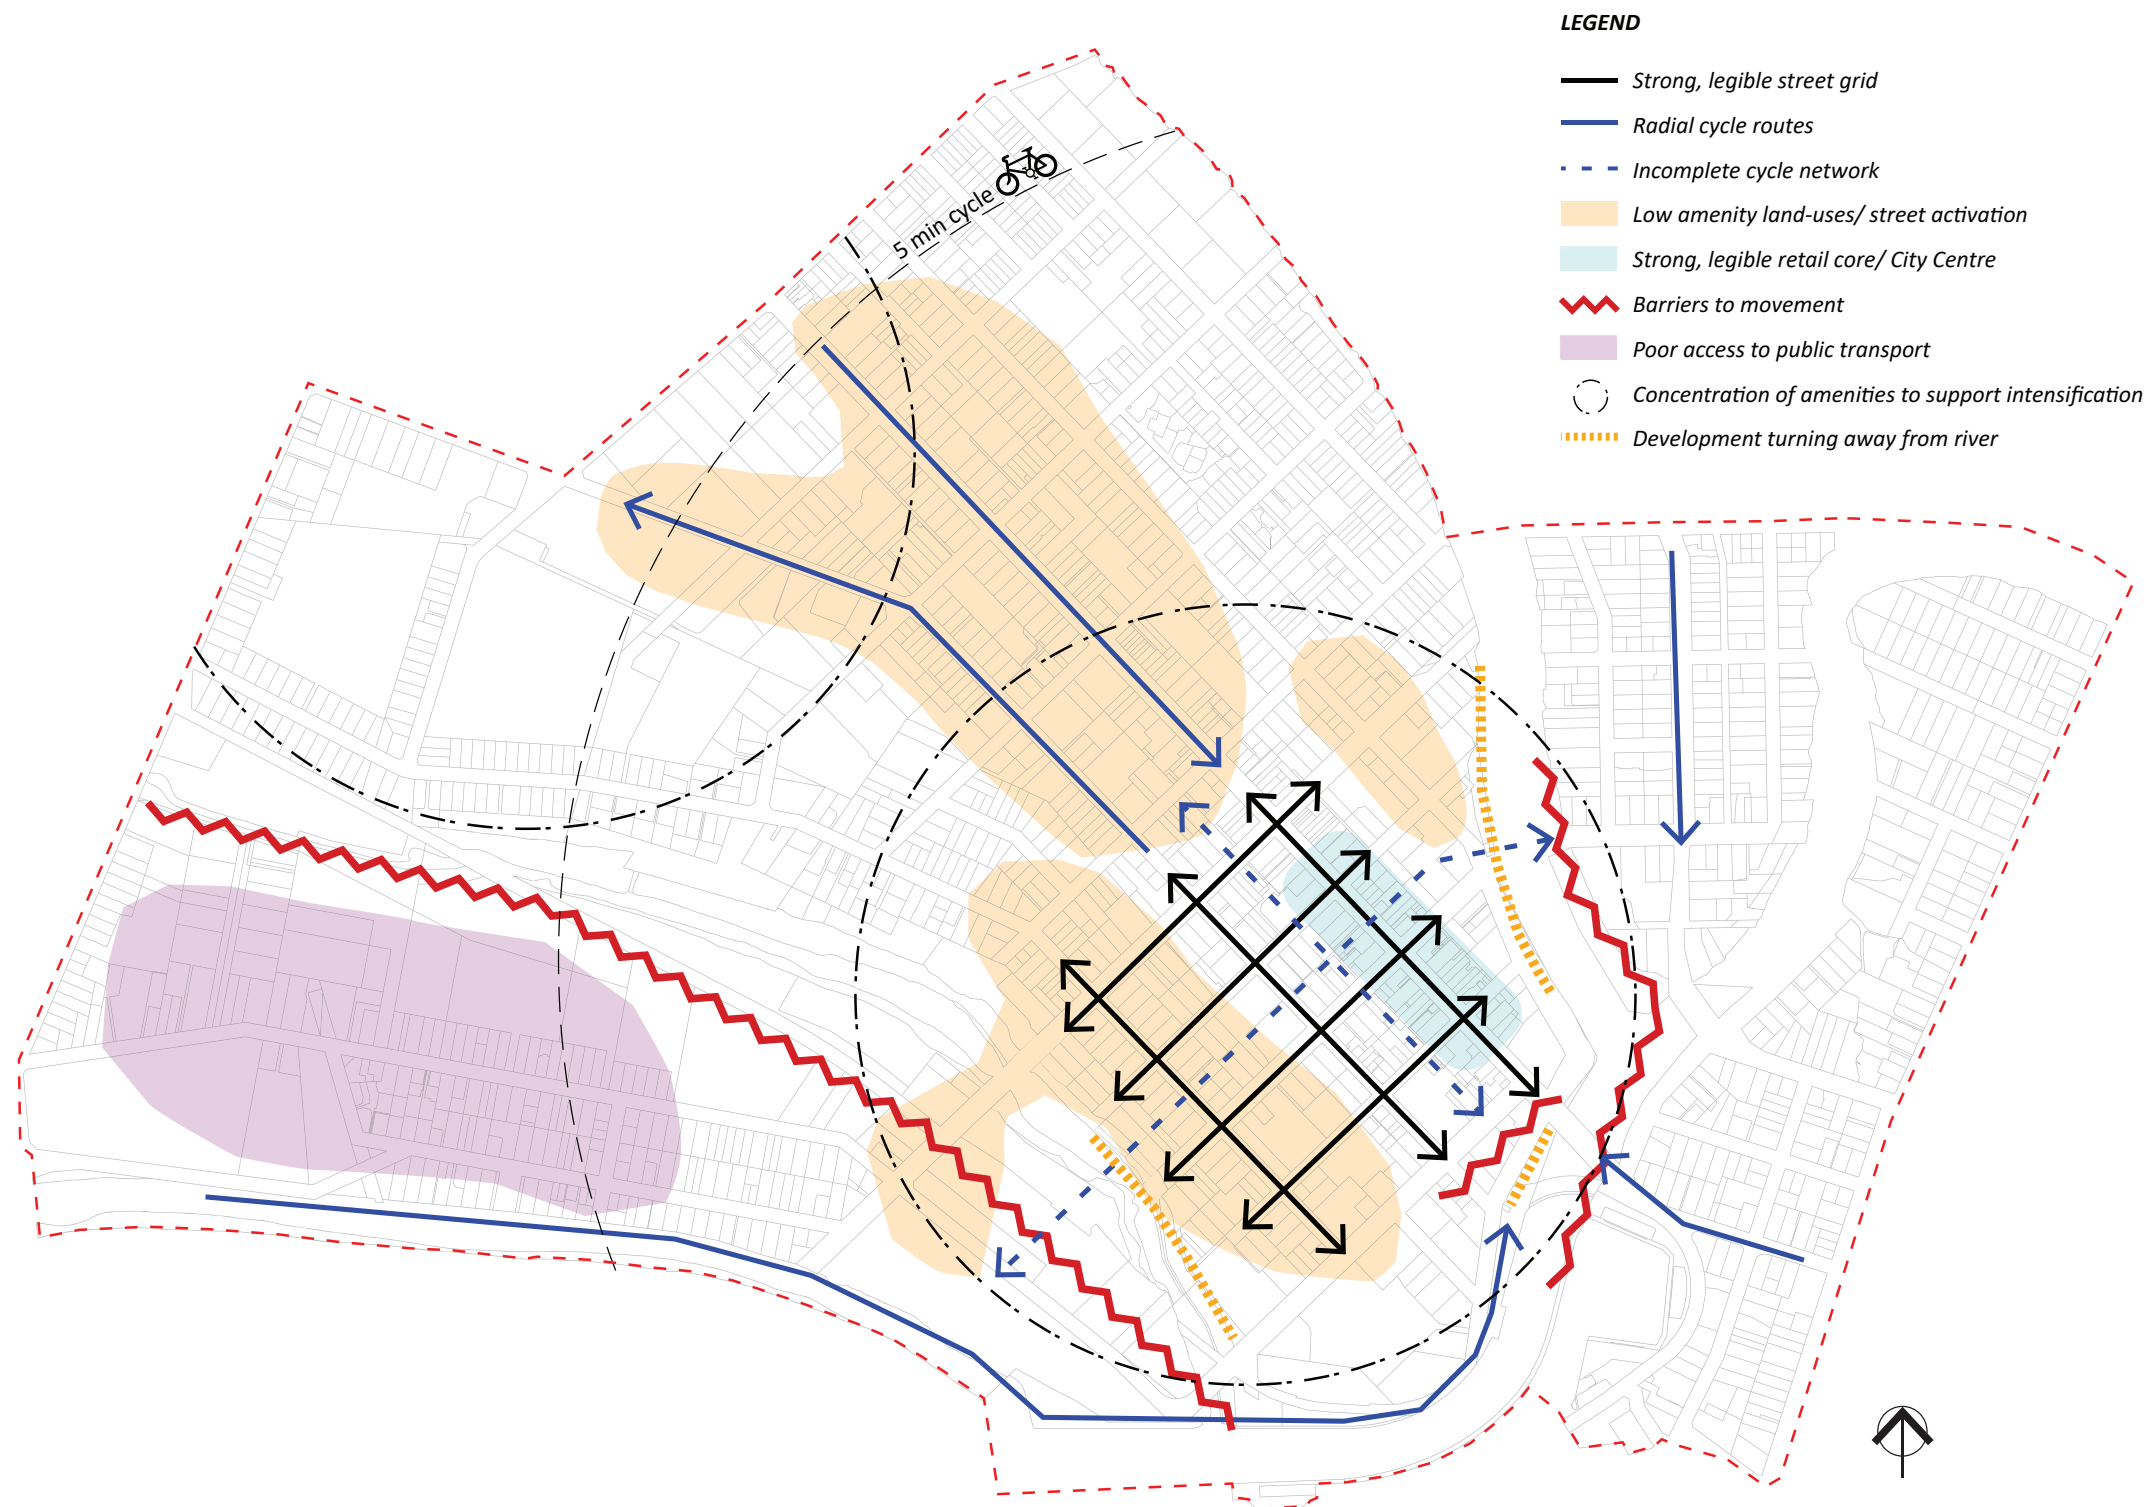 LEGEND
Strong, legible street grid
Radial cycle routes
Incomplete cycle network
Low amenity land-uses/ street activation
Strong, legible retail core/ City Centre
Barriers to movement
Poor access to public transport
Concentration of amenities to support intensification
Development turning away from river
5 min cycle